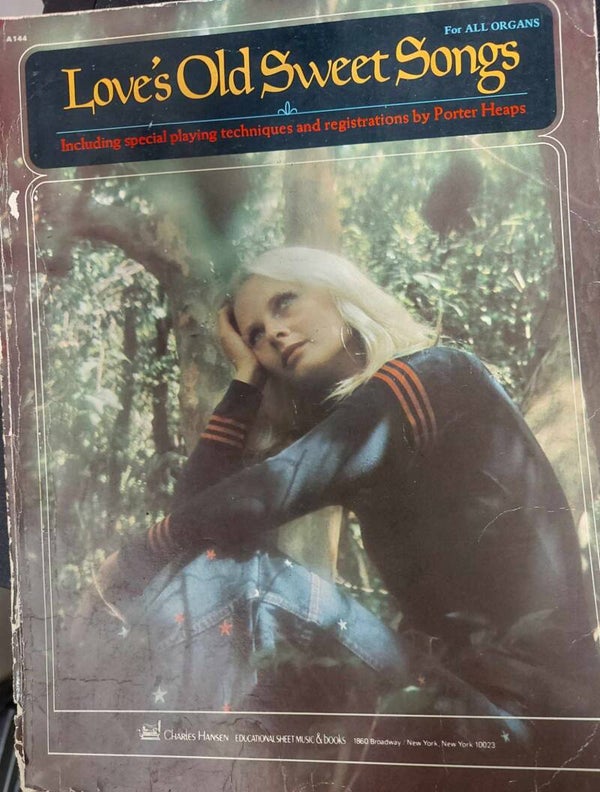 A144
For ALL ORGANS
Love's Old Sweet Songs
Including special playing techniques and registrations by Porter Heaps
CHARLES HANSEN EDUCATIONAL SHEET MUSIC & books 1860 Broadway / New York, New York 10023